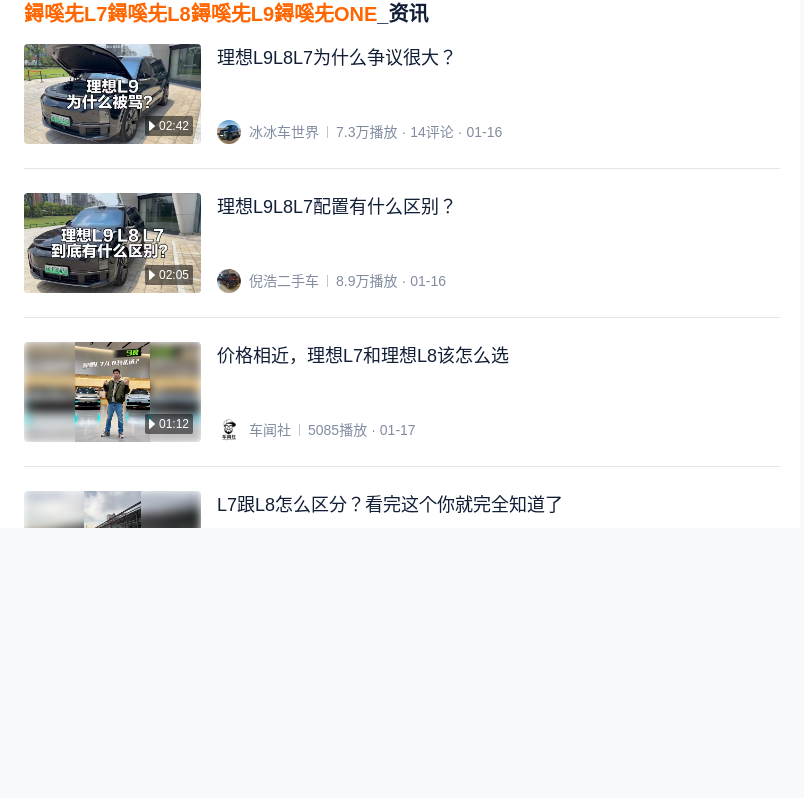 鐞嗘兂L7鐞嗘兂L8鐞嗘兂L9鐞嗘兂ONE_资讯
理想L9L8L7为什么争议很大？
理想L9
为什么被骂?
02:42
冰冰车世界 7.3万播放 · 14评论 · 01-16
理想L9L8L7配置有什么区别？
理想L9 L8 L7
到底有什么区别?
02:05
倪浩二手车 8.9万播放 · 01-16
价格相近，理想L7和理想L8该怎么选
01:12
车闻社 5085播放 · 01-17
L7跟L8怎么区分？看完这个你就完全知道了